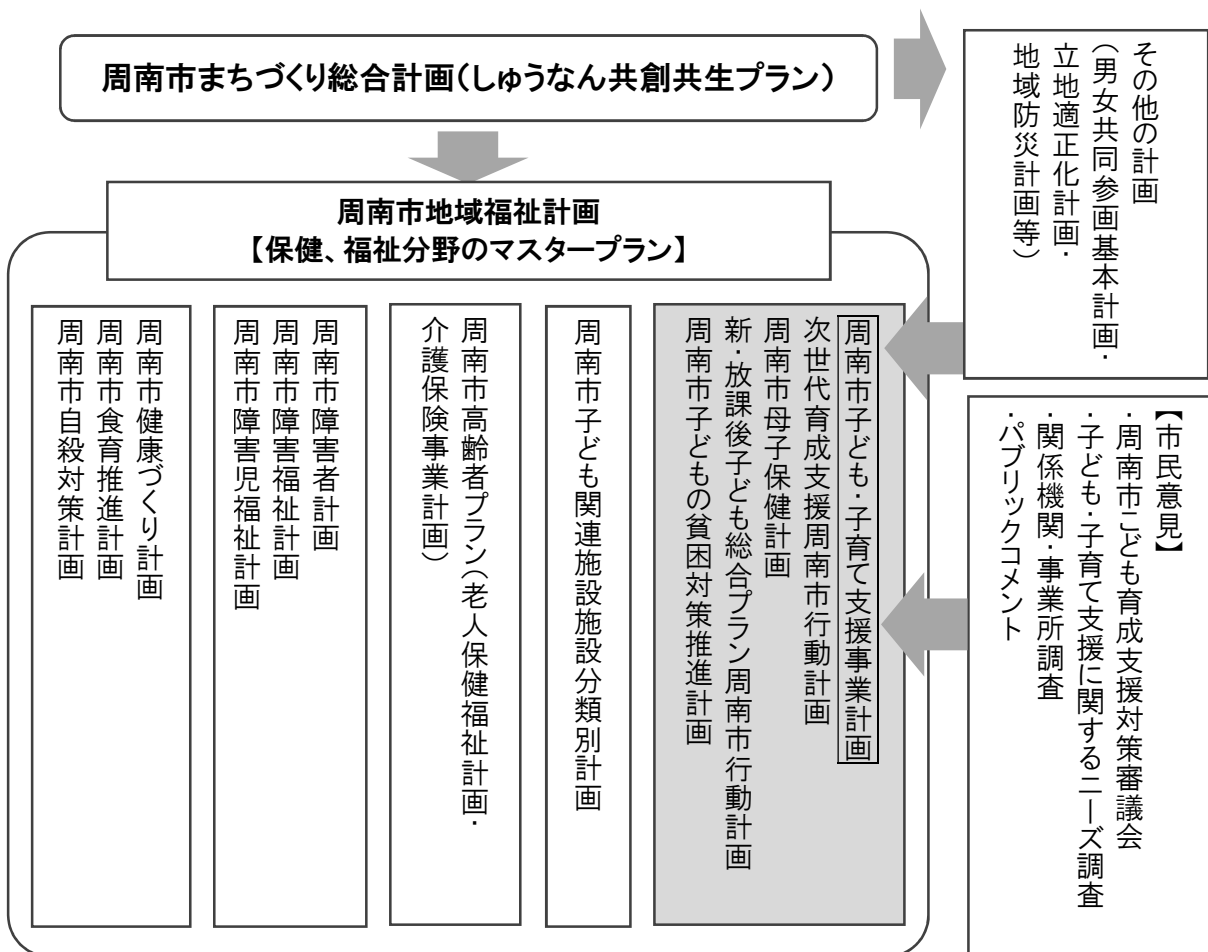 周南市まちづくり総合計画(しゅうなん共創共生プラン)
その他の計画
(男女共同参画基本計画・
立地適正化計画・
地域防災計画等)
周南市地域福祉計画
【保健、福祉分野のマスタープラン】
周南市子ども・子育て支援事業計画
次世代育成支援周南市行動計画
周南市母子保健計画
新・放課後子ども総合プラン周南市行動計画
周南市子どもの貧困対策推進計画
周南市子ども関連施設施設分類別計画
周南市高齢者プラン(老人保健福祉計画・
介護保険事業計画)
周南市障害者計画
周南市障害福祉計画
周南市障害児福祉計画
周南市健康づくり計画
周南市食育推進計画
周南市自殺対策計画
【市民意見】
・周南市こども育成支援対策審議会
・子ども・子育て支援に関するニーズ調査
・関係機関・事業所調査
・パブリックコメント